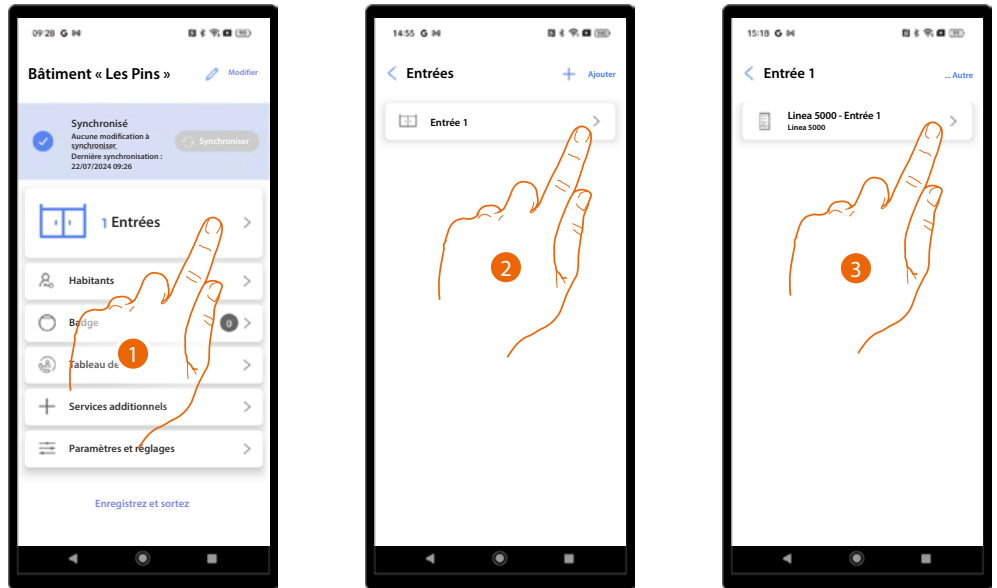 09:28 G
99
Bâtiment « Les Pins »
Modifier
Synchronisé
Aucune modification à
synchroniser.
Dernière synchronisation :
22/07/2024 09:26
Synchroniser
1 Entrées
Habitants
Badge
0
Tableau de
1
Services additionnels
Paramètres et réglages
Enregistrez et sortez
14:55 G
100
Entrées
Ajouter
Entrée 1
2
15:18 G
Entrée 1
... Autre
Linea 5000 - Entrée 1
Linea 5000
3